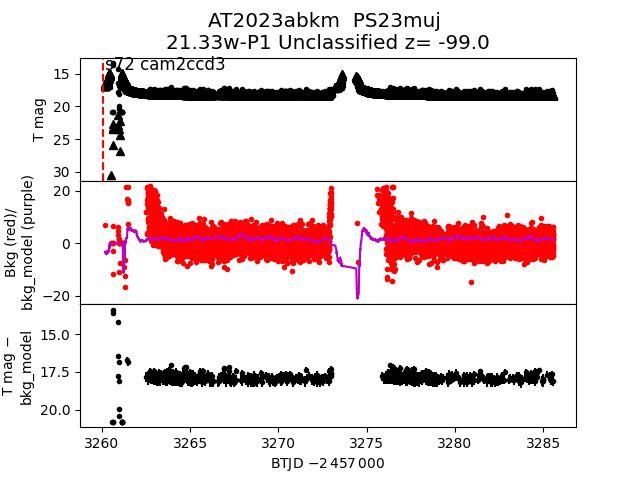 AT2023abkm  PS23muj
21.33w-P1 Unclassified z= -99.0
s72 cam2ccd3
T mag
15
20
25
30
Bkg (red)/
bkg_model (purple)
20
0
−20
T mag −
bkg_model
15.0
17.5
20.0
3260
3265
3270
3275
3280
3285
BTJD −2 457 000